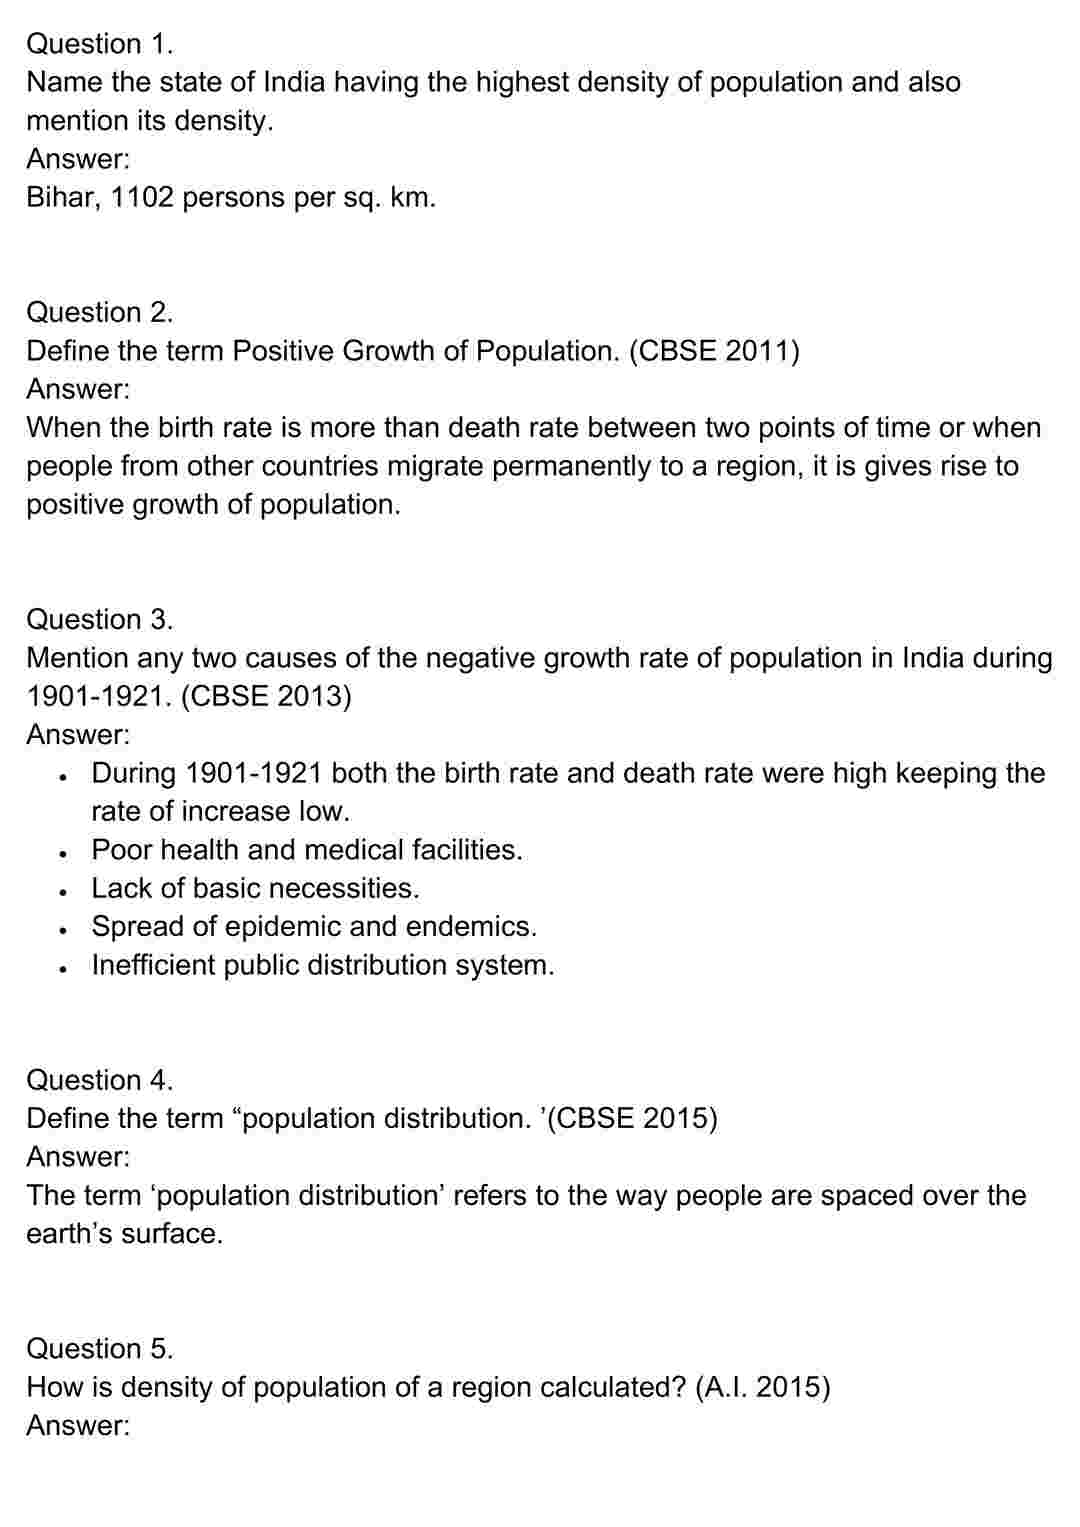 Question 1.
Name the state of India having the highest density of population and also
mention its density.
Answer:
Bihar, 1102 persons per sq. km.
Question 2.
Define the term Positive Growth of Population. (CBSE 2011)
Answer:
When the birth rate is more than death rate between two points of time or when
people from other countries migrate permanently to a region, it is gives rise to
positive growth of population.
Question 3.
Mention any two causes of the negative growth rate of population in India during
1901-1921. (CBSE 2013)
Answer:
• During 1901-1921 both the birth rate and death rate were high keeping the
rate of increase low.
• Poor health and medical facilities.
• Lack of basic necessities.
• Spread of epidemic and endemics.
• Inefficient public distribution system.
Question 4.
Define the term “population distribution. ’(CBSE 2015)
Answer:
The term ‘population distribution’ refers to the way people are spaced over the
earth’s surface.
Question 5.
How is density of population of a region calculated? (A.I. 2015)
Answer: